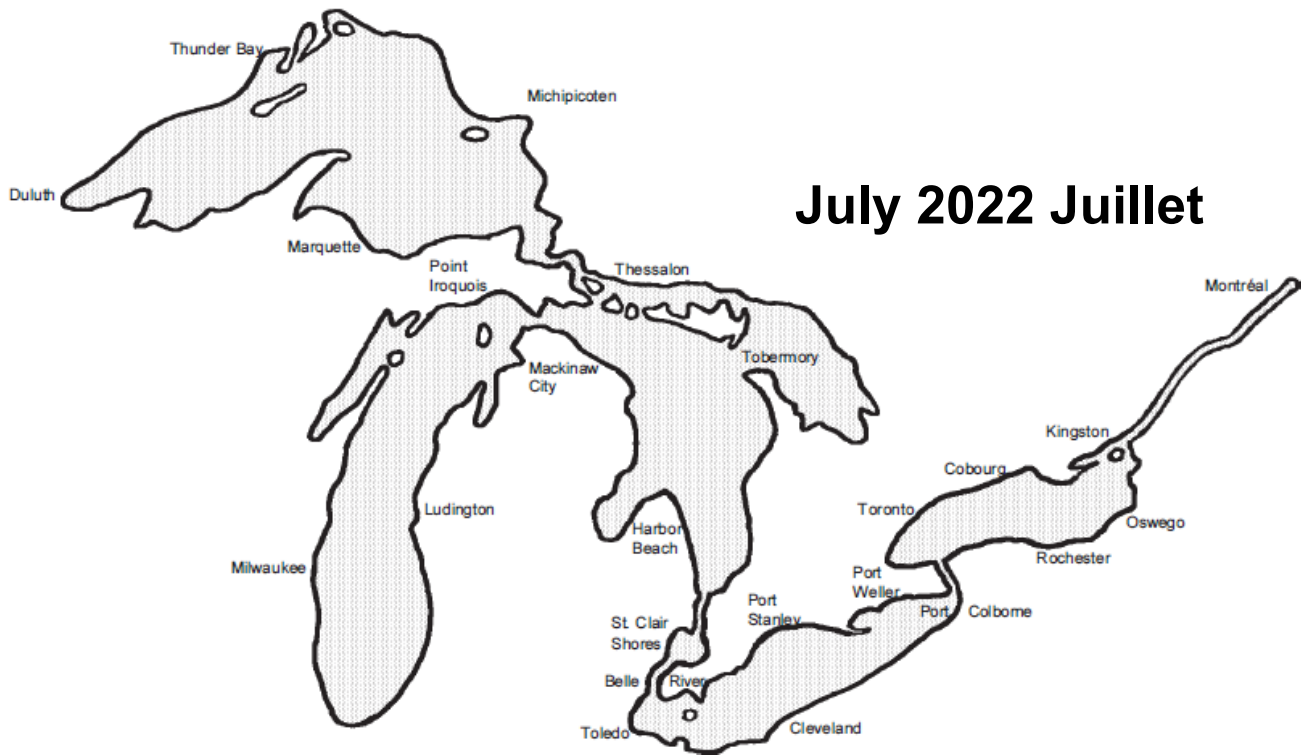 Thunder Bay
Michipicoten
Duluth
July 2022 Juillet
Marquette
Point
Iroquois
Thessalon
Montréal
Mackinaw
City
Tobermory
Kingston
Cobourg
Ludington
Toronto
Oswego
Harbor
Beach
Rochester
Milwaukee
Port
Weller
Port
Stanley
Port Colborne
St. Clair
Shores
Belle River
Toledo
Cleveland